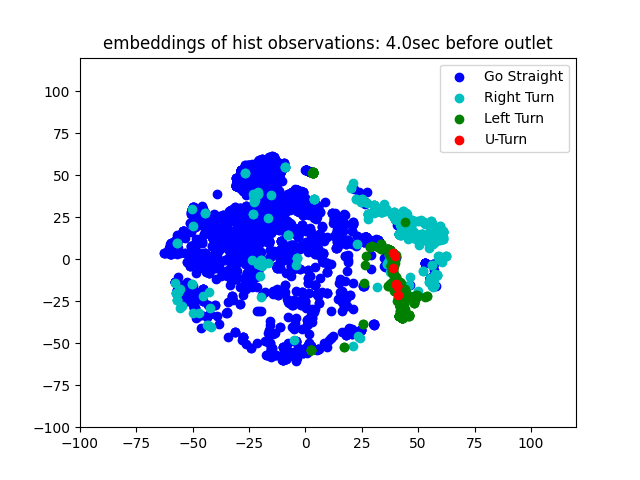 embeddings of hist observations: 4.0sec before outlet
Go Straight
Right Turn
Left Turn
U-Turn
100
75
50
25
0
−25
−50
−75
−100
−100 −75 −50 −25 0 25 50 75 100